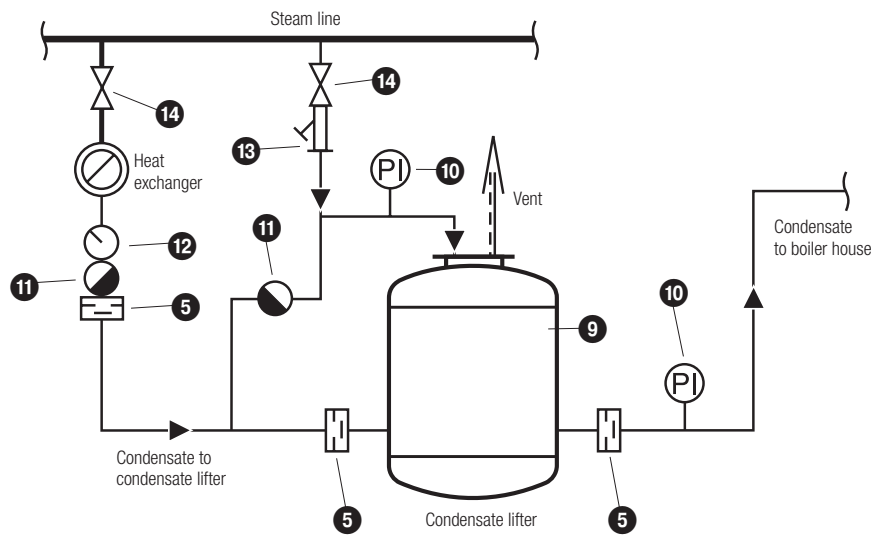 Steam line
14
14
13
Heat
exchanger
PI
10
Vent
Condensate
to boiler house
12
11
11
5
10
9
PI
Condensate to
condensate lifter
5
Condensate lifter
5